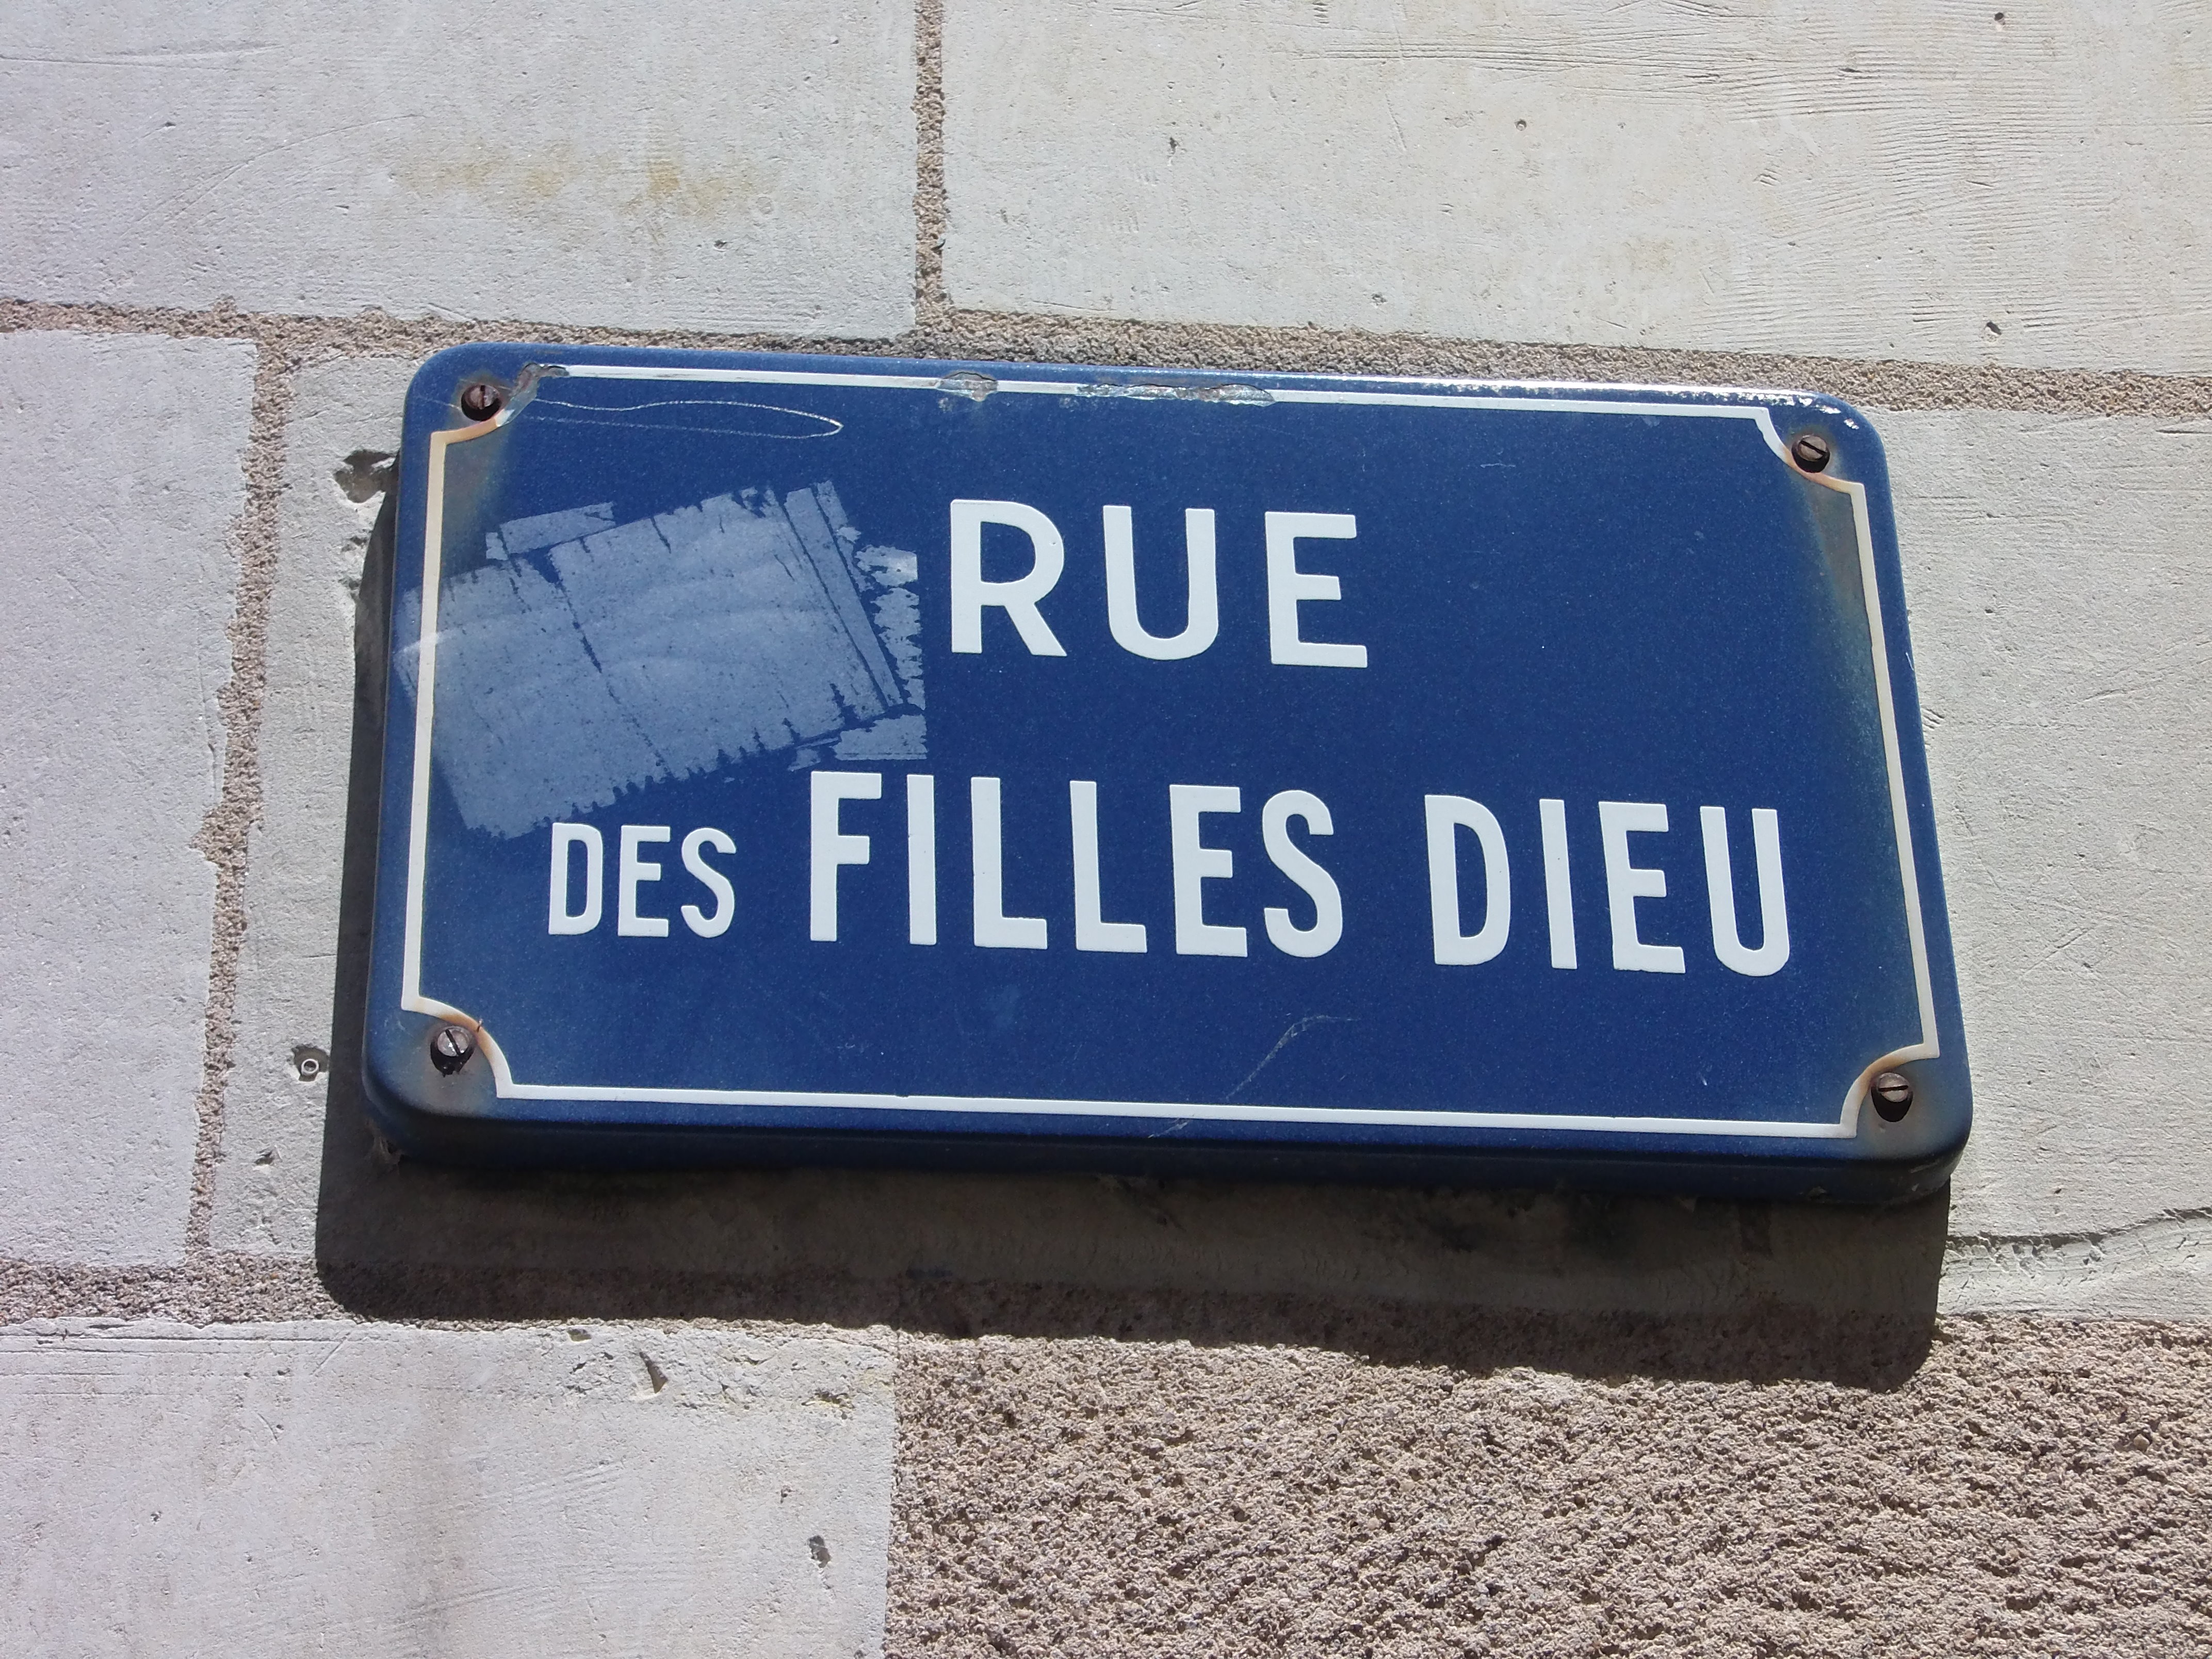 RUE
DES FILLES DIEU